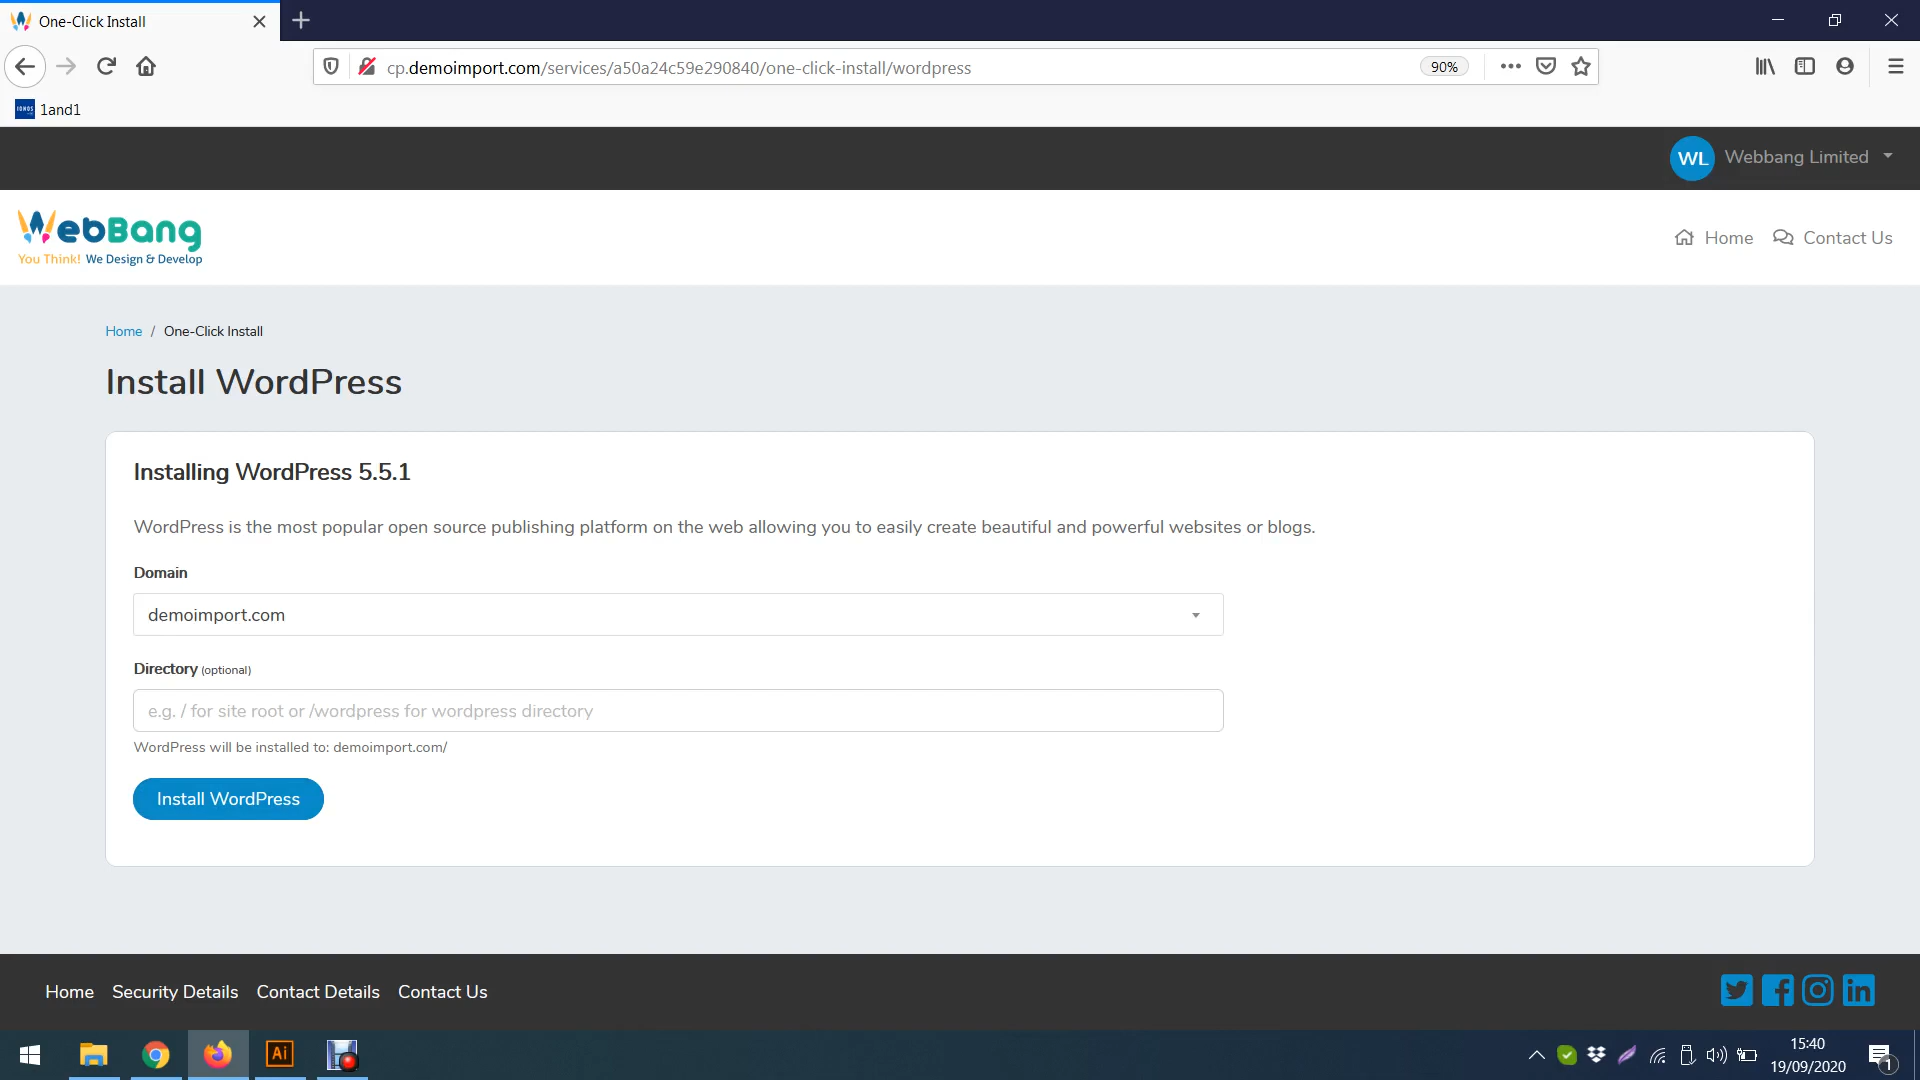 One-Click Install
cp.demoimport.com/services/a50a24c59e290840/one-click-install/wordpress
90%
IONOS
1and1
WL
Webbang Limited
WebBang
You Think! We Design & Develop
Home
Contact Us
Home / One-Click Install
Install WordPress
Installing WordPress 5.5.1
WordPress is the most popular open source publishing platform on the web allowing you to easily create beautiful and powerful websites or blogs.
Domain
demoimport.com
Directory (optional)
e.g. / for site root or /wordpress for wordpress directory
WordPress will be installed to: demoimport.com/
Install WordPress
Home
Security Details
Contact Details
Contact Us
Ai
15:40
19/09/2020
1